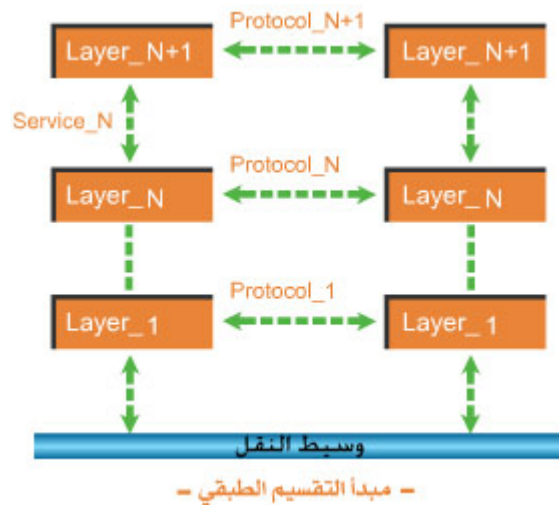 Protocol_N+1
Layer_N+1
Layer_N+1
Service_N
Protocol_N
Layer_N
Layer_N
Protocol_1
Layer_1
Layer_1
وسيط النقل
- مبدأ التقسيم الطبقي -